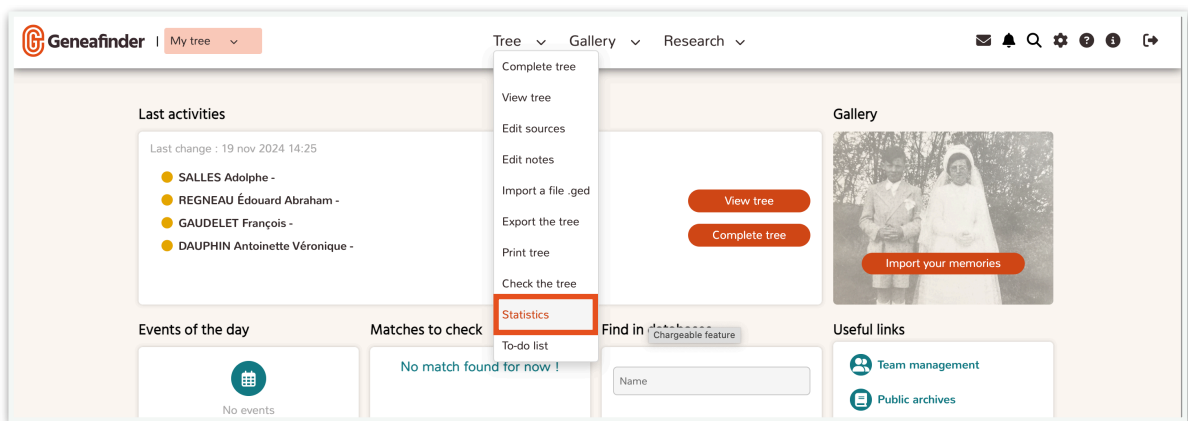 Geneafinder | My tree
Tree Gallery Research
Complete tree
View tree
Edit sources
Edit notes
Import a file .ged
Export the tree
Print tree
Check the tree
Statistics
To-do list
Chargeable feature
Last activities
Last change : 19 nov 2024 14:25
SALLES Adolphe -
REGNEAU Édouard Abraham -
GAUDELET François -
DAUPHIN Antoinette Véronique -
View tree
Complete tree
Gallery
Import your memories
Events of the day
No events
Matches to check
No match found for now !
Find in databases
Name
Useful links
Team management
Public archives